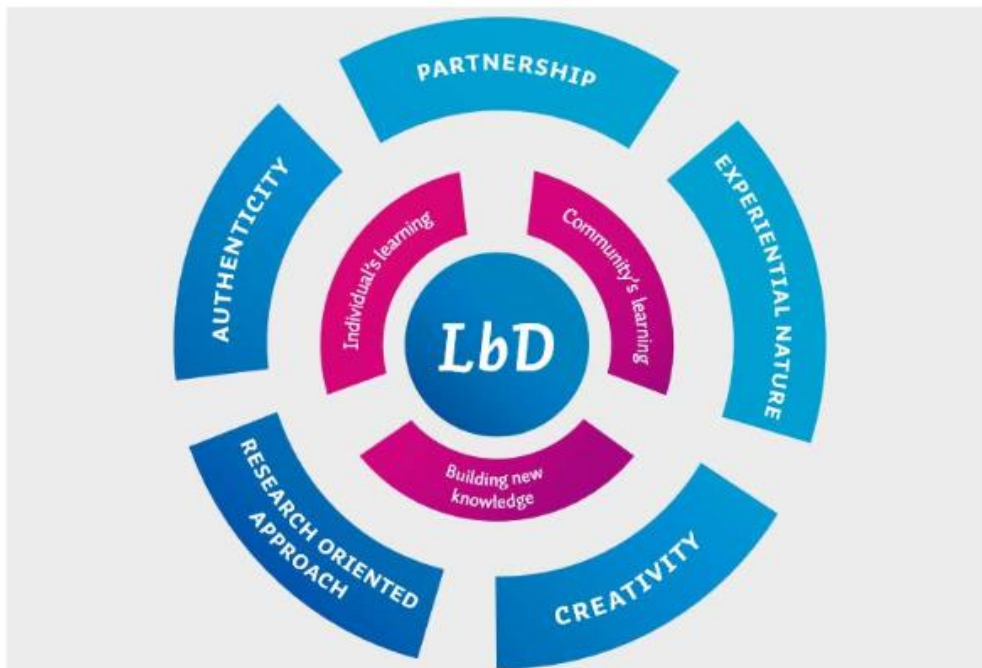 PARTNERSHIP
EXPERIENTIAL NATURE
CREATIVITY
RESEARCH ORIENTED
APPROACH
AUTHENTICITY
Individual's learning
Community's learning
Building new
knowledge
LbD